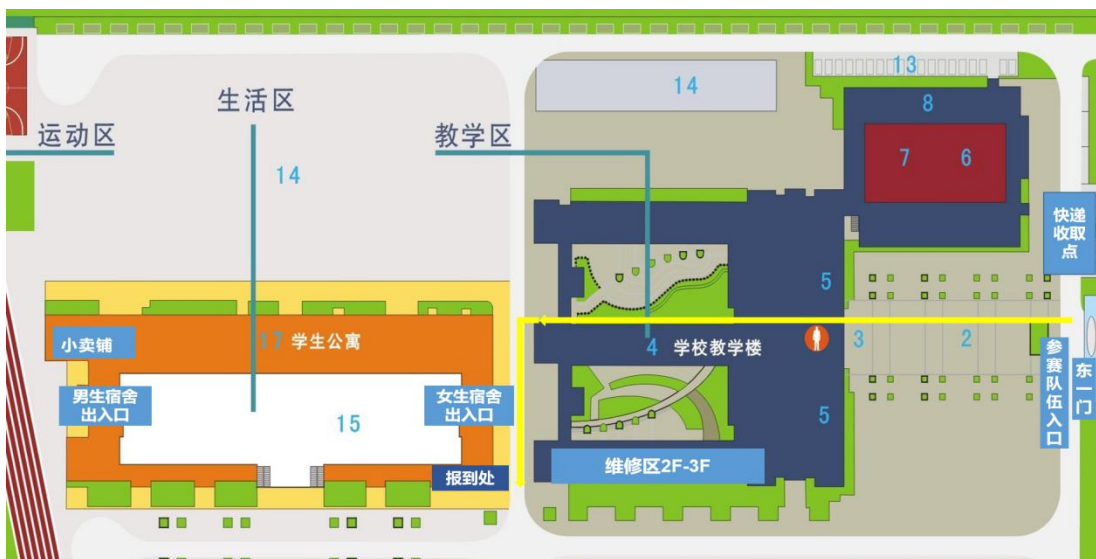 13
生活区
14
8
运动区
教学区
7
6
14
快递
收取
点
5
小卖铺
17 学生公寓
4 学校教学楼
3
2
参赛队伍入口
东一门
男生宿舍
出入口
女生宿舍
出入口
15
5
维修区2F-3F
报到处